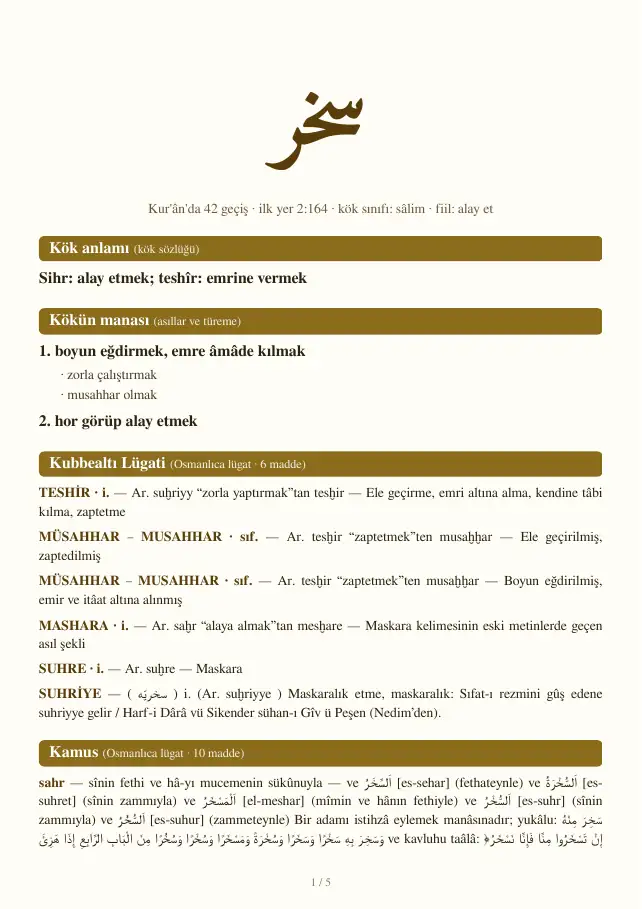 سخر
Kur'ân'da 42 geçiş · ilk yer 2:164 · kök sınıfı: sâlim · fiil: alay et
Kök anlamı (kök sözlüğü)
Sihr: alay etmek; teshîr: emrine vermek
Kökün manası (asıllar ve türeme)
1. boyun eğdirmek, emre âmâde kılmak
· zorla çalıştırmak
· musahhar olmak
2. hor görüp alay etmek
Kubbealtı Lügati (Osmanlıca lügat · 6 madde)
TESHİR · i. — Ar. suḫriyy “zorla yaptırmak”tan tesḫіr — Ele geçirme, emri altına alma, kendine tâbi
kılma, zaptetme
MÜSAHHAR – MUSAHHAR · sıf. — Ar. tesḫіr “zaptetmek”ten musaḫḫar — Ele geçirilmiş,
zaptedilmiş
MÜSAHHAR – MUSAHHAR · sıf. — Ar. tesḫіr “zaptetmek”ten musaḫḫar — Boyun eğdirilmiş,
emir ve itâat altına alınmış
MASHARA · i. — Ar. saḫr “alaya almak”tan mesḫare — Maskara kelimesinin eski metinlerde geçen
asıl şekli
SUHRE · i. — Ar. suḫre — Maskara
SUHRİYE — ( سخريّه ) i. (Ar. suḫriyye ) Maskaralık etme, maskaralık: Sıfat-ı rezmini gûş edene
suhriyye gelir / Harf-i Dârâ vü Sikender sühan-ı Gîv ü Peşen (Nedim’den).
Kamus (Osmanlıca lügat · 10 madde)
sahr — sînin fethi ve hâ-yı mucemenin sükûnuyla — ve اَلسَّخَرُ [es-sehar] (fethateynle) ve اَلسُّخْرَةُ [es-
suhret] (sînin zammıyla) ve اَلْمَسْخَرُ [el-meshar] (mîmin ve hânın fethiyle) ve اَلسُّخْرُ [es-suhr] (sînin
zammıyla) ve اَلسُّخُرُ [es-suhur] (zammeteynle) Bir adamı istihzâ eylemek manâsınadır; yukâlu: سَخِرَ مِنْهُ
وَسَخِرَ بِهِ سَخْرًا وَسَخَرًا وَسُخْرَةً وَمَسْخَرًا وَسُخْرًا وَسُخُرًا مِنَ الْبَابِ الرَّابِعِ إِذَا هَزِئَ ve kavluhu taâlâ: ﴿إِنْ تَسْخَرُوا مِنَّا فَإِنَّا نَسْخَرُ
1 / 5